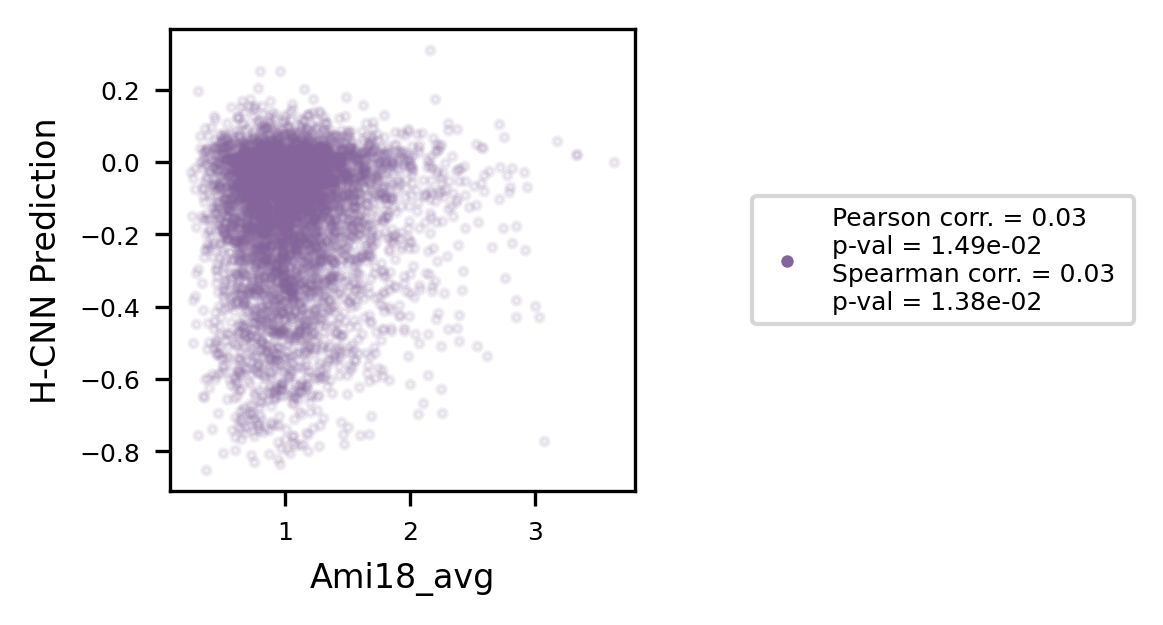 0.2
0.0
−0.2
−0.4
−0.6
−0.8
H-CNN Prediction
1
2
3
Ami18_avg
Pearson corr. = 0.03
p-val = 1.49e-02
Spearman corr. = 0.03
p-val = 1.38e-02